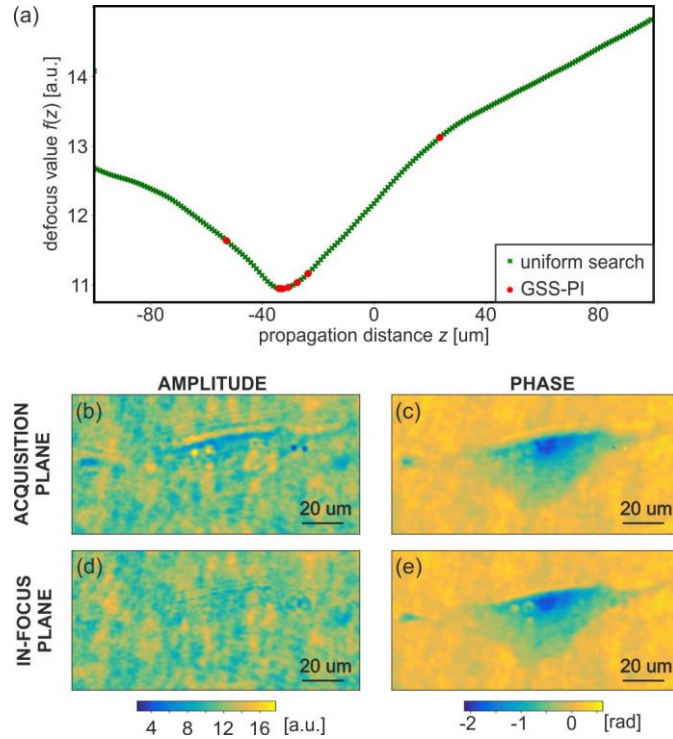 (a)
defocus value f(z) [a.u.]
14
13
12
11
-80
-40
0
40
80
propagation distance z [um]
uniform search
GSS-PI
AMPLITUDE
PHASE
ACQUISITION
PLANE
(b)
20 um
(c)
20 um
IN-FOCUS
PLANE
(d)
20 um
(e)
20 um
4 8 12 16 [a.u.]
-2 -1 0 [rad]